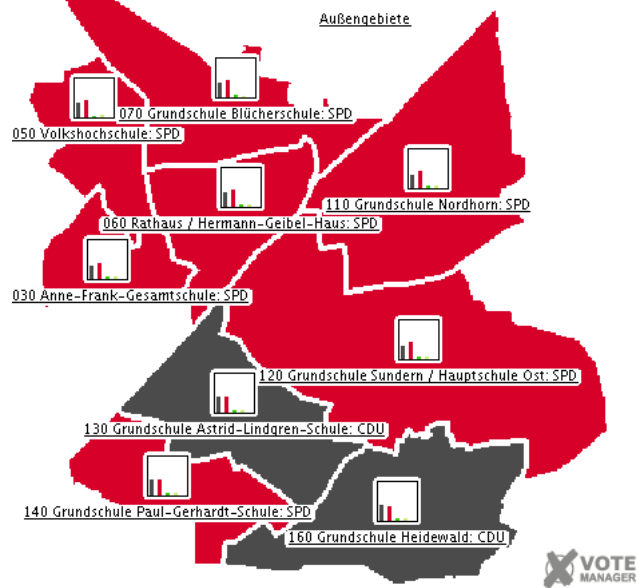 Außengebiete
070 Grundschule Blücherschule: SPD
050 Volkshochschule: SPD
110 Grundschule Nordhorn: SPD
060 Rathaus / Hermann-Geibel-Haus: SPD
030 Anne-Frank-Gesamtschule: SPD
120 Grundschule Sundern / Hauptschule Ost: SPD
130 Grundschule Astrid-Lindgren-Schule: CDU
140 Grundschule Paul-Gerhardt-Schule: SPD
160 Grundschule Heidewald: CDU
VOTE
MANAGER